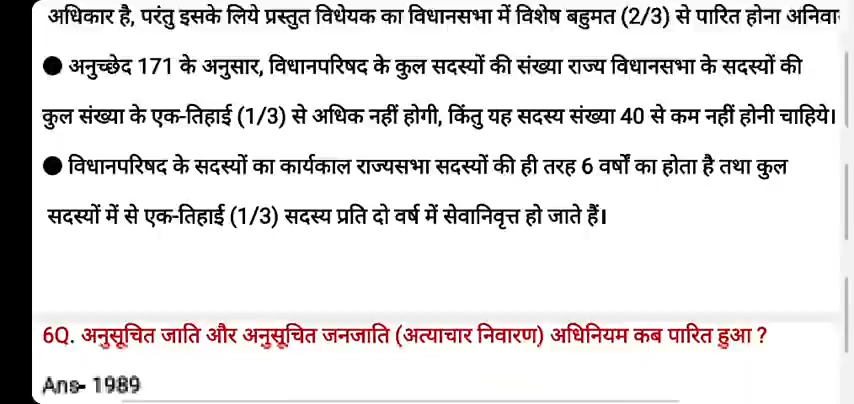 अधिकार है, परंतु इसके लिये प्रस्तुत विधेयक का विधानसभा में विशेष बहुमत (2/3) से पारित होना अनिवा
● अनुच्छेद 171 के अनुसार, विधानपरिषद के कुल सदस्यों की संख्या राज्य विधानसभा के सदस्यों की
कुल संख्या के एक-तिहाई (1/3) से अधिक नहीं होगी, किंतु यह सदस्य संख्या 40 से कम नहीं होनी चाहिये।
● विधानपरिषद के सदस्यों का कार्यकाल राज्यसभा सदस्यों की ही तरह 6 वर्षों का होता है तथा कुल
सदस्यों में से एक-तिहाई (1/3) सदस्य प्रति दो वर्ष में सेवानिवृत्त हो जाते हैं।
6Q. अनुसूचित जाति और अनुसूचित जनजाति (अत्याचार निवारण) अधिनियम कब पारित हुआ ?
Ans- 1989